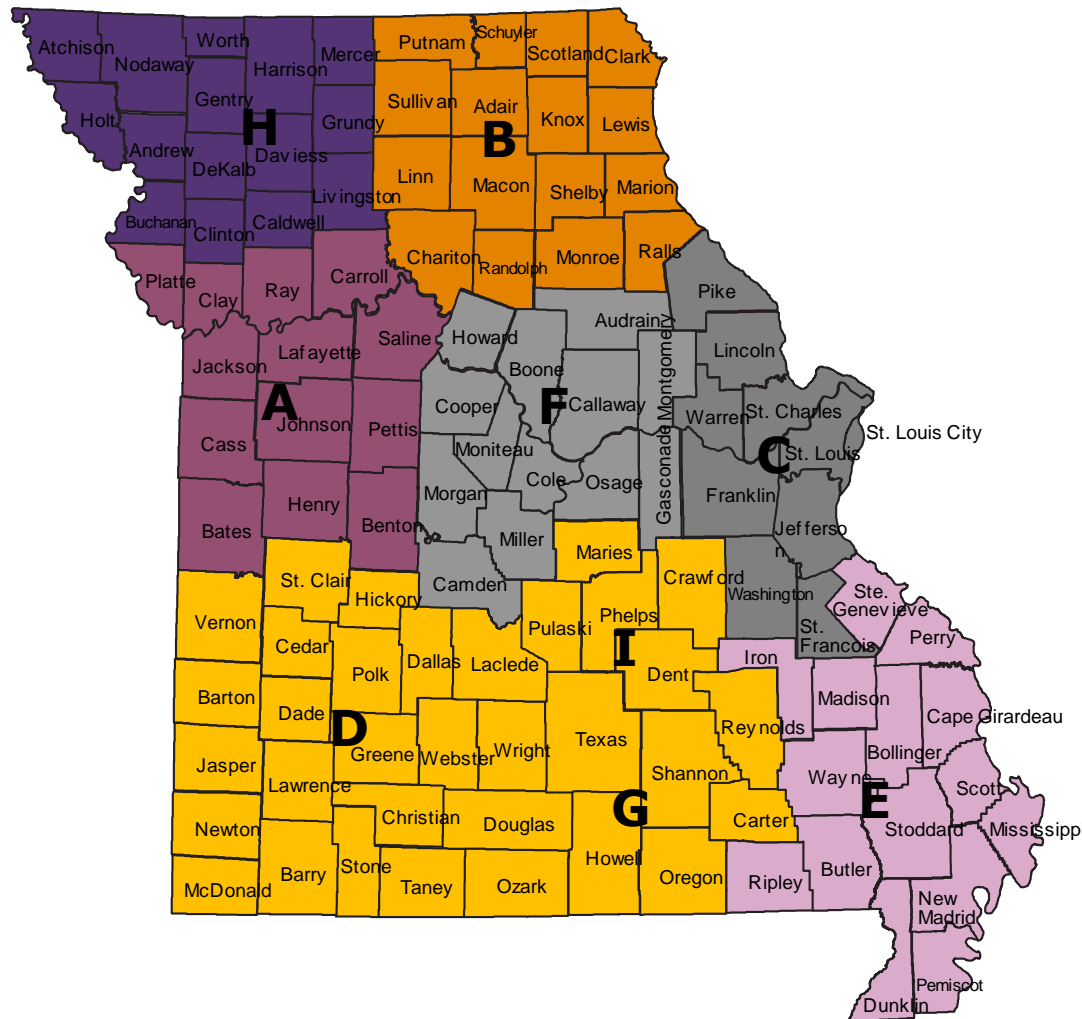 Atchison
Nodaway
Worth
Harrison
Mercer
Putnam
Schuyler
Scotland
Clark
Gentry
Sullivan
Adair
Knox
Lewis
Holt
H
Grundy
B
Andrew
DeKalb
Daviess
Livingston
Linn
Macon
Shelby
Marion
Buchanan
Clinton
Caldwell
Chariton
Randolph
Monroe
Ralls
Platte
Clay
Ray
Carroll
Pike
Saline
Howard
Audrain
Montgomery
Lincoln
Jackson
Lafayette
Boone
A
Johnson
Cooper
F
Callaway
Warren
St. Charles
St. Louis City
Cass
Pettis
Moniteau
C
St. Louis
Cole
Osage
Gasconade
Franklin
Bates
Henry
Benton
Morgan
Miller
Jefferso
n
Maries
St. Clair
Hickory
Camden
Crawford
Washington
Ste.
Genevieve
Vernon
Pulaski
Phelps
St.
Francois
Perry
Cedar
Polk
Dallas
Laclede
I
Dent
Iron
Barton
Dade
D
Madison
Cape Girardeau
Reynolds
Jasper
Greene
Webster
Wright
Texas
Bollinger
Lawrence
Shannon
Wayne
E
Scott
Newton
Christian
Douglas
G
Carter
Stoddard
Mississipp
McDonald
Barry
Stone
Taney
Ozark
Howell
Oregon
Ripley
Butler
New
Madrid
Pemiscot
Dunklin